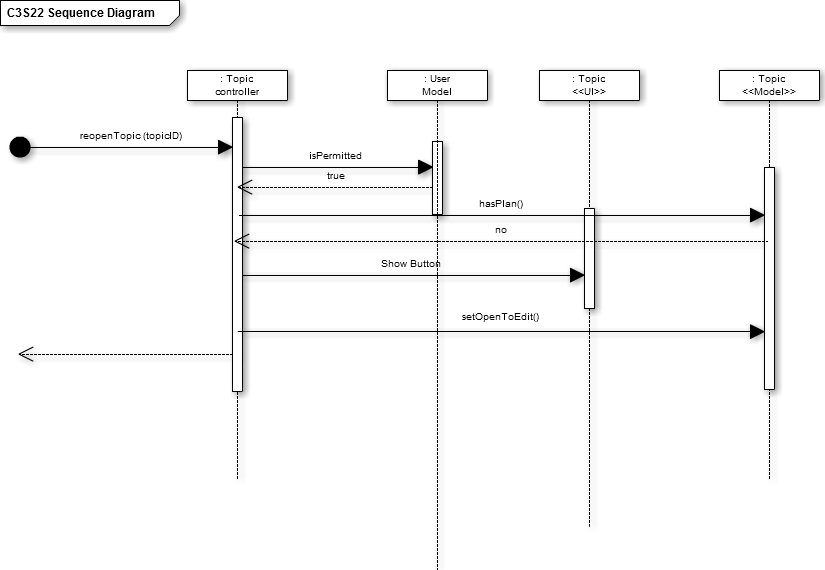 C3S22 Sequence Diagram
: Topic
controller
: User
Model
: Topic
<<UI>>
: Topic
<<Model>>
reopenTopic (topicID)
isPermitted
true
hasPlan()
no
Show Button
setOpenToEdit()